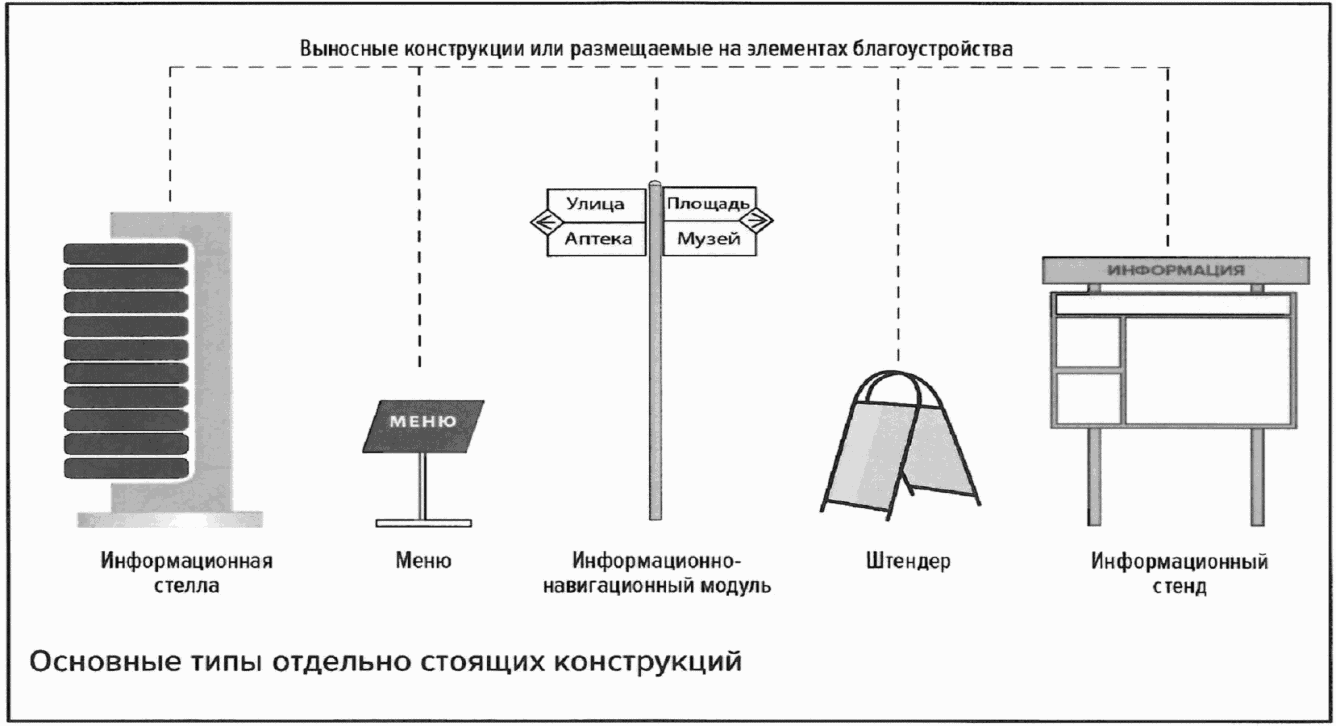 Выносные конструкции или размещаемые на элементах благоустройства
Улица
Площадь
Аптека
Музей
ИНФОРМАЦИЯ
МЕНЮ
Информационная
стелла
Меню
Информационно-
навигационный модуль
Штендер
Информационный
стенд
Основные типы отдельно стоящих конструкций